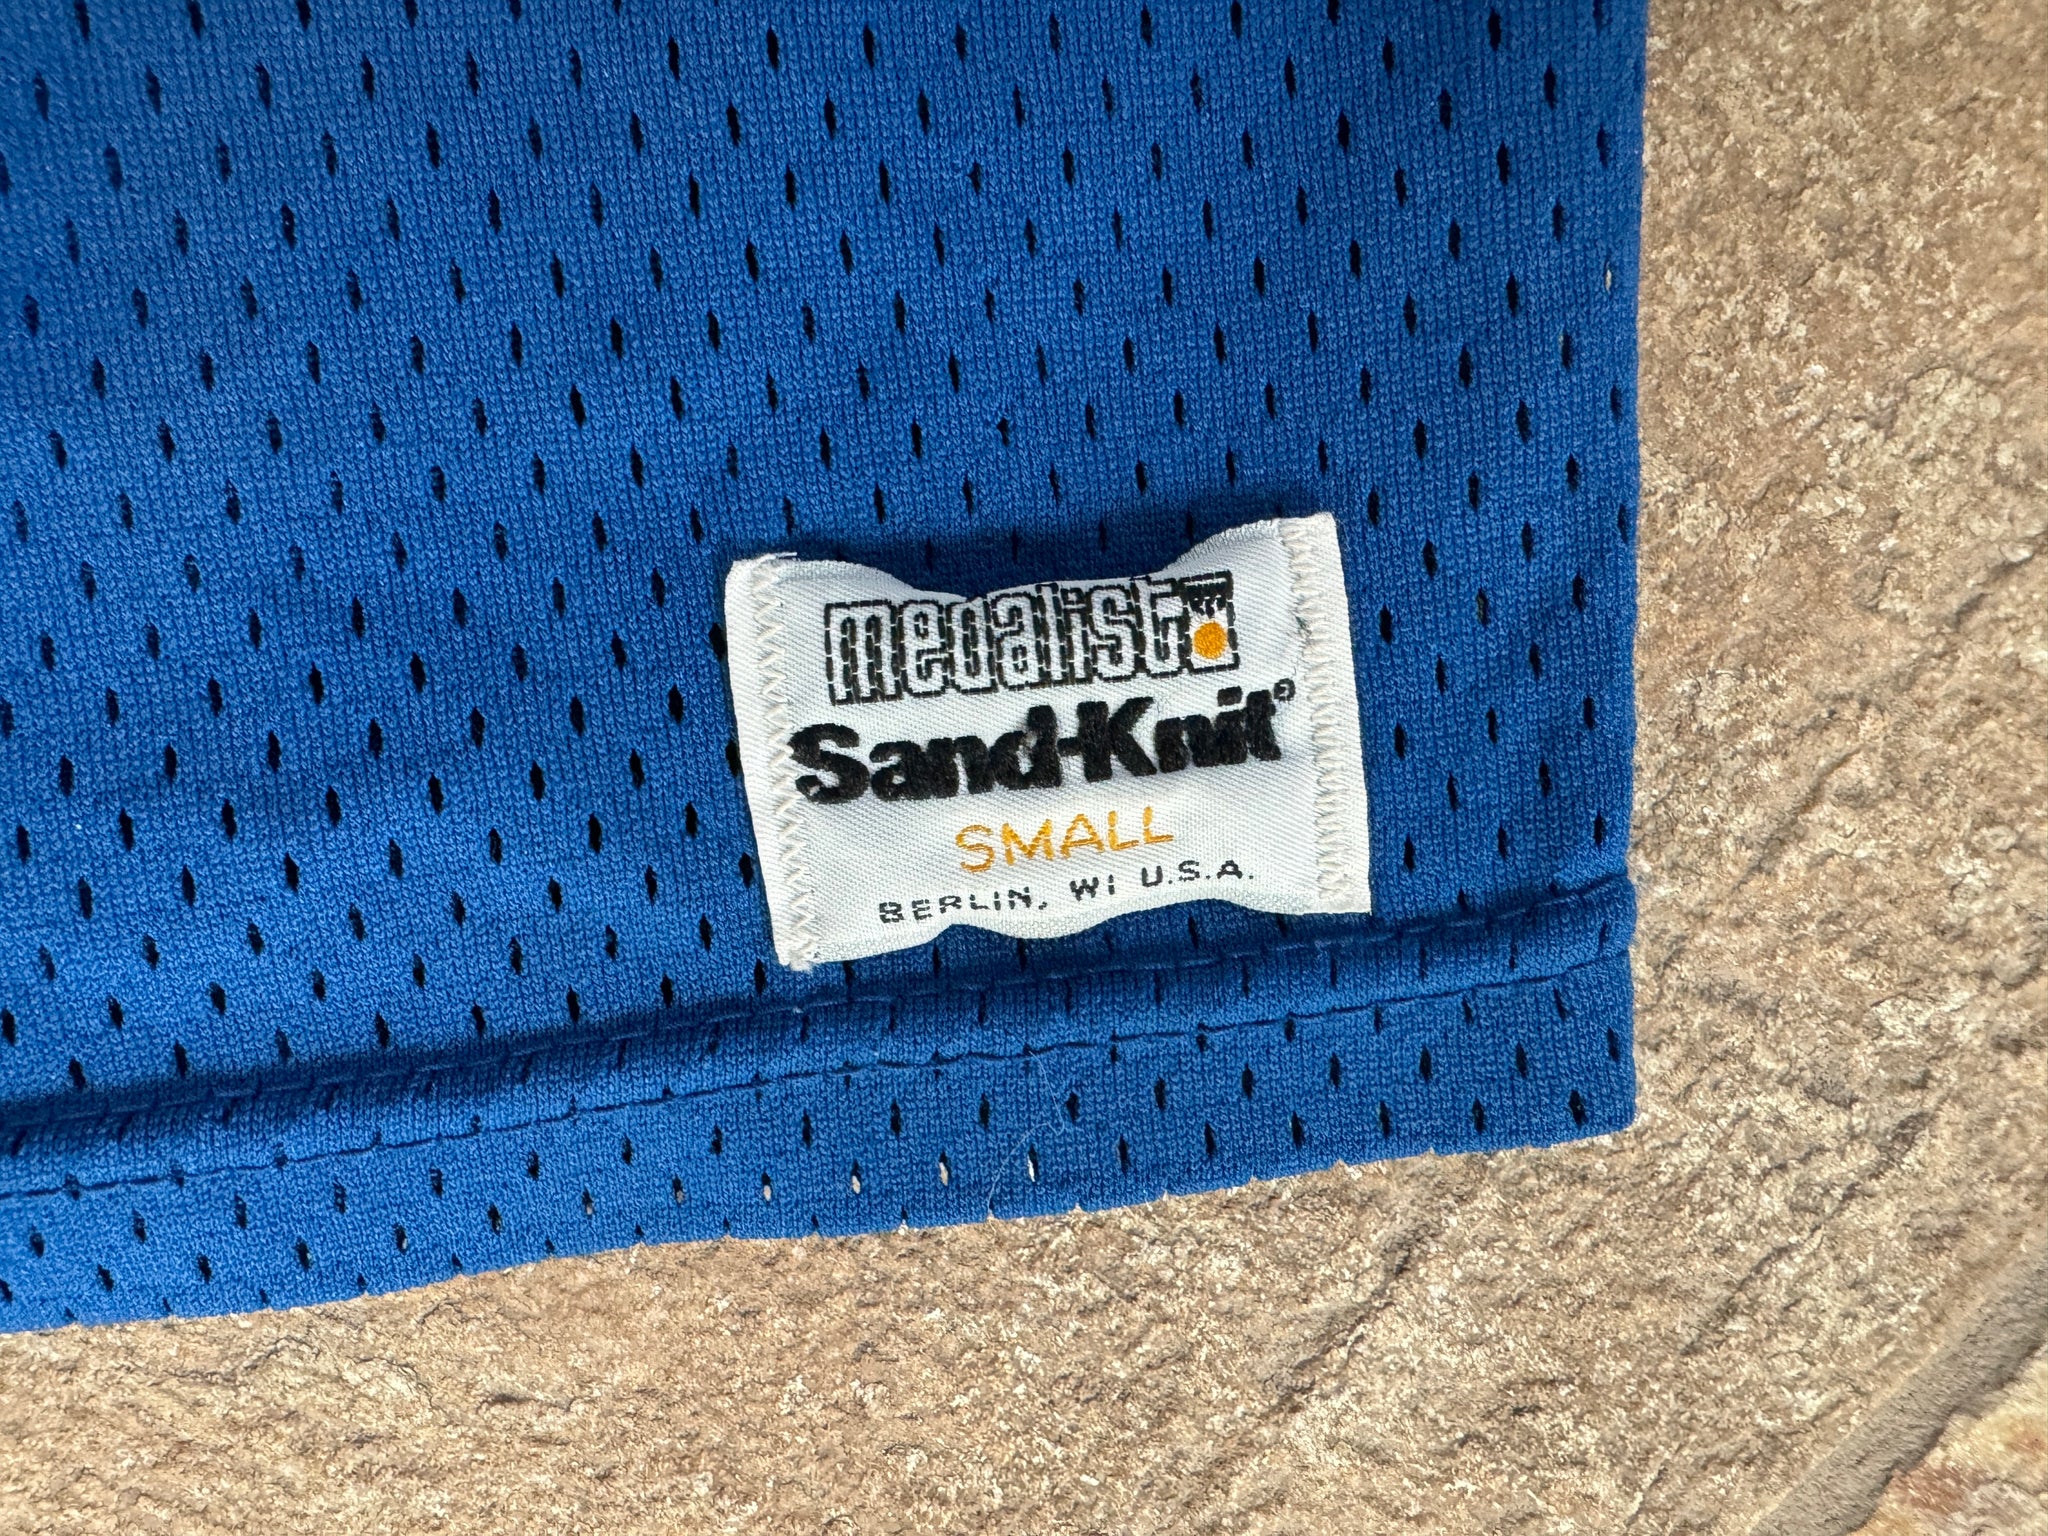 medalist
Sand-Knit®
SMALL
BERLIN, WI U.S.A.